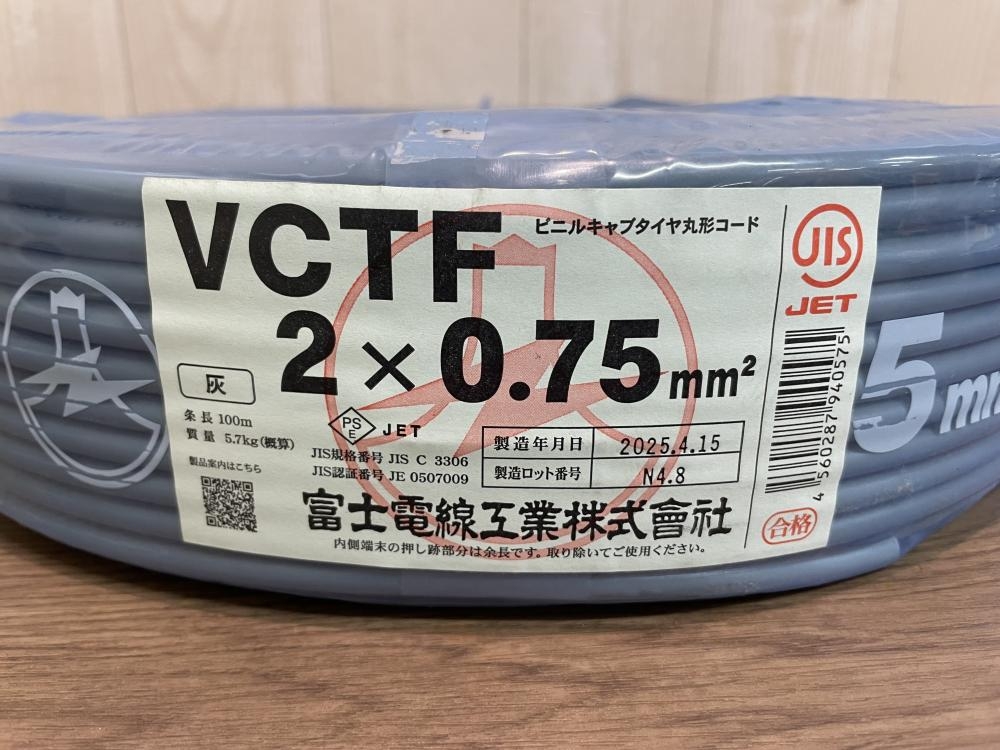 VCTF
ビニルキャブタイヤ丸形コード
2×0.75mm²
灰
条長 100m
質量 5.7kg(概算)
製品案内はこちら
PS
E
JET
JIS規格番号 JIS C 3306
JIS認証番号 JE 0507009
製造年月日 2025.4.15
製造ロット番号 N4.8
富士電線工業株式會社
内側端末の押し跡部分は余長です。取り除いてご使用ください。
JIS
JET
4 560287 940575
合格
5mm